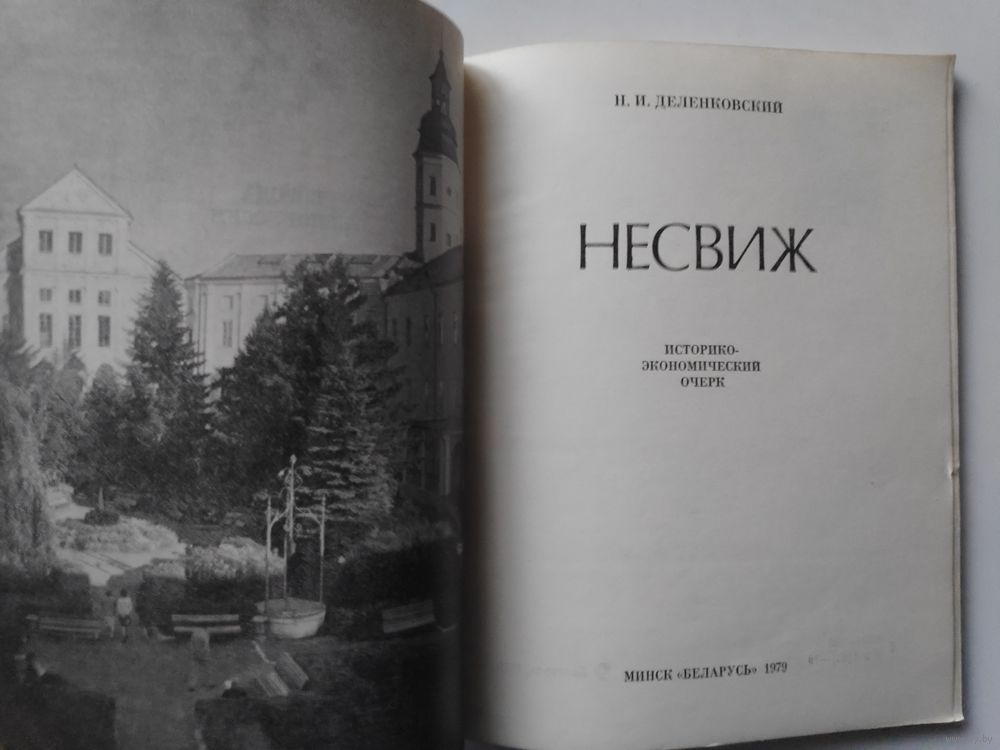 Н. И. ДЕЛЕНКОВСКИЙ
НЕСВИЖ
ИСТОРИКО-
ЭКОНОМИЧЕСКИЙ
ОЧЕРК
МИНСК «БЕЛАРУСЬ» 1979